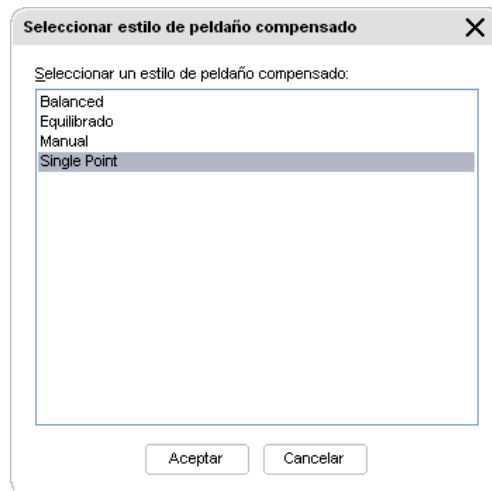 Seleccionar estilo de peldaño compensado
Seleccionar un estilo de peldaño compensado:
Balanced
Equilibrado
Manual
Single Point
Aceptar
Cancelar